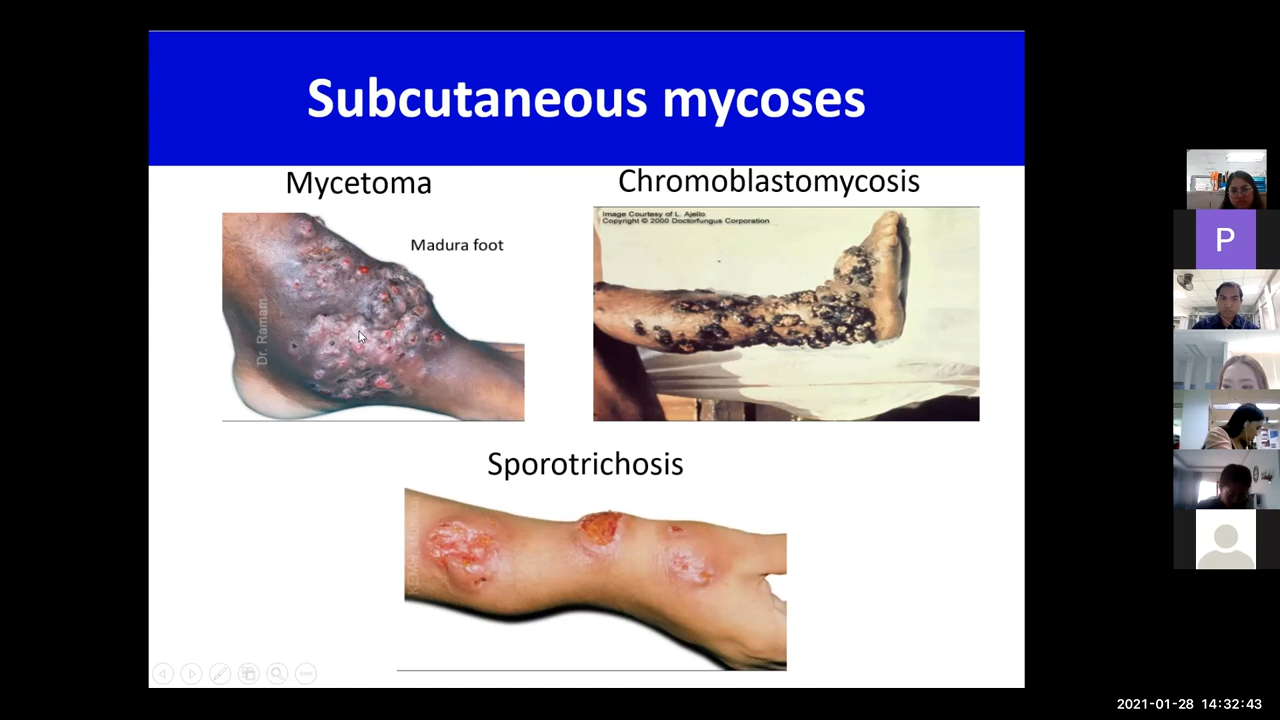 Subcutaneous mycoses
Mycetoma
Chromoblastomycosis
Image Courtesy of L. Ajello
Copyright © 2000 Doctorfungus Corporation
Madura foot
Dr. Ramam
P
Sporotrichosis
2021-01-28 14:32:43